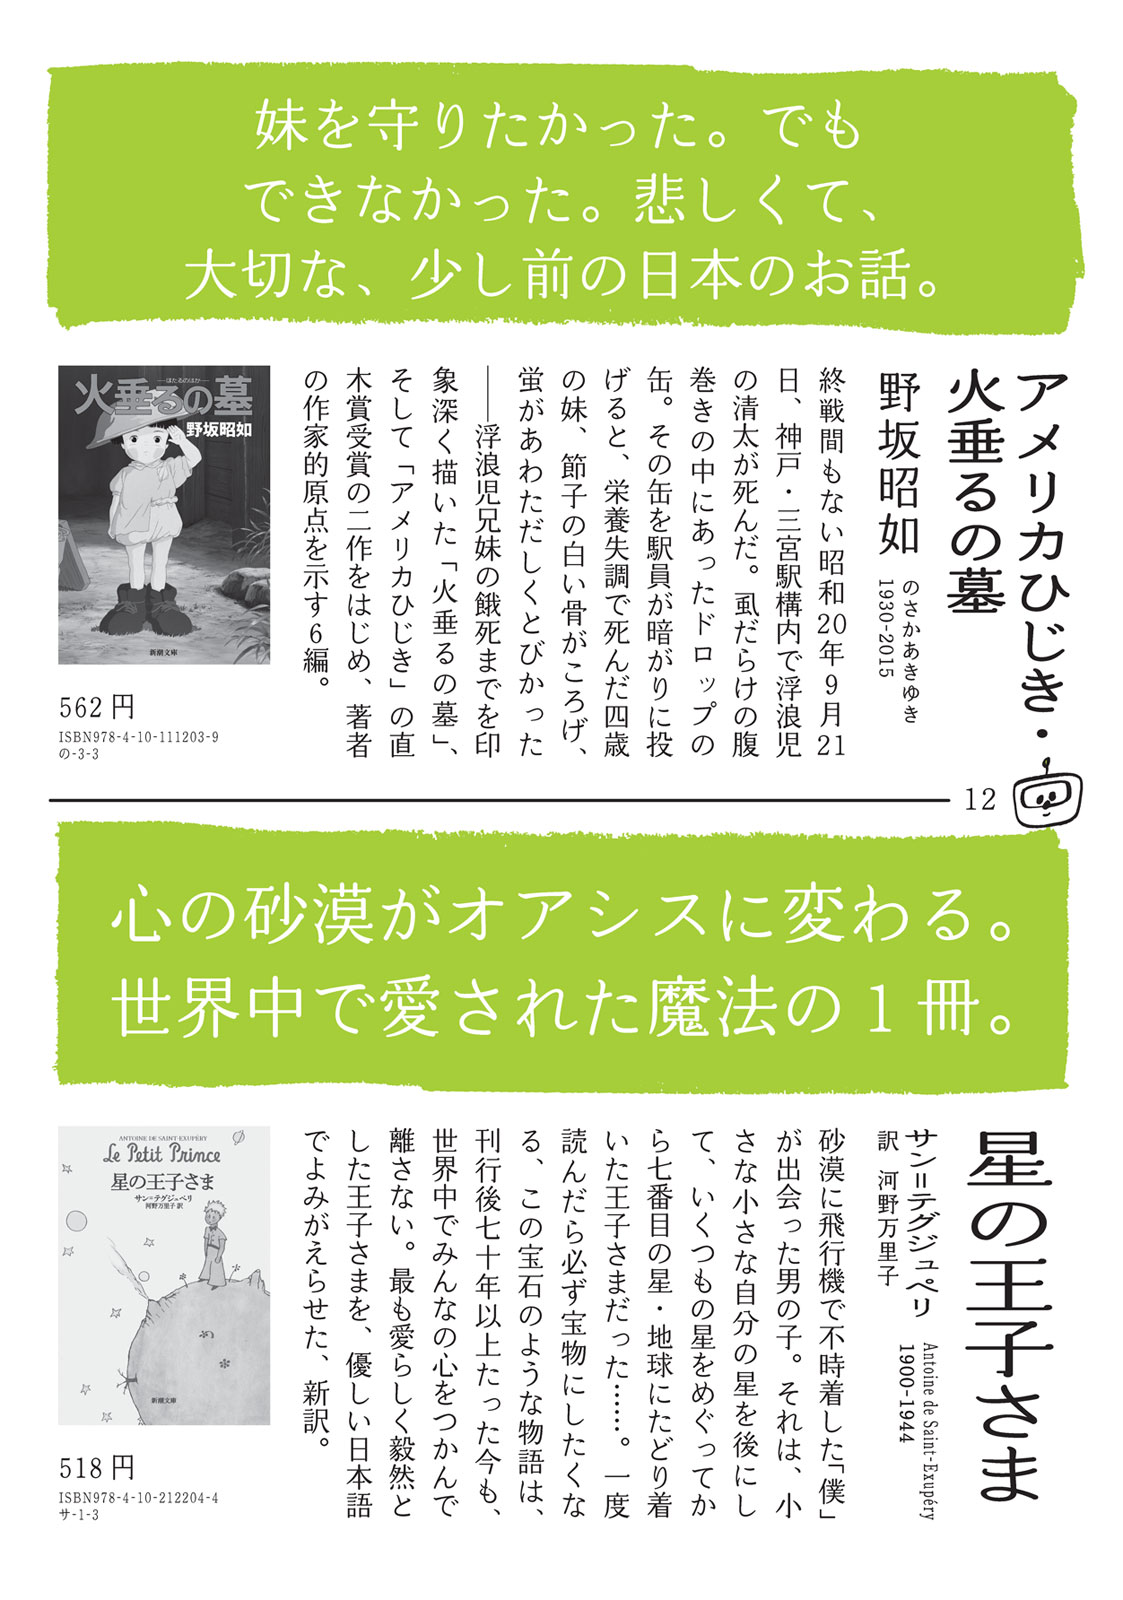 妹を守りたかった。でも
できなかった。悲しくて、
大切な、少し前の日本のお話。
アメリカひじき・
火垂るの墓
野坂昭如
のさかあきゆき
1930-2015
終戦間もない昭和20年9月21
日、神戸・三宮駅構内で浮浪児
の清太が死んだ。虱だらけの腹
巻きの中にあったドロップの
缶。その缶を駅員が暗がりに投
げると、栄養失調で死んだ四歳
の妹、節子の白い骨がころげ、
蛍があわただしくとびかった
――浮浪児兄妹の餓死までを印
象深く描いた「火垂るの墓」、
そして「アメリカひじき」の直
木賞受賞の二作をはじめ、著者
の作家的原点を示す6編。
―ほたるのはか―
火垂るの墓
野坂昭如
新潮文庫
562円
ISBN978-4-10-111203-9
の-3-3
12
心の砂漠がオアシスに変わる。
世界中で愛された魔法の1冊。
星の王子さま
サン=テグジュペリ
Antoine de Saint-Exupéry
1900-1944
訳 河野万里子
砂漠に飛行機で不時着した「僕」
が出会った男の子。それは、小
さな小さな自分の星を後にし
て、いくつもの星をめぐってか
ら七番目の星・地球にたどり着
いた王子さまだった……。一度
読んだら必ず宝物にしたくな
る、この宝石のような物語は、
刊行後七十年以上たった今も、
世界中でみんなの心をつかんで
離さない。最も愛らしく毅然と
した王子さまを、優しい日本語
でよみがえらせた、新訳。
ANTOINE DE SAINT-EXUPÉRY
Le Petit Prince
星の王子さま
サン=テグジュペリ
河野万里子 訳
新潮文庫
518円
ISBN978-4-10-212204-4
サ-1-3